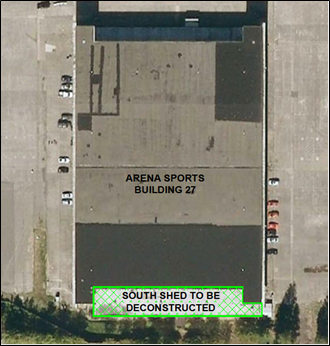 ARENA SPORTS
BUILDING 27
SOUTH SHED TO BE
DECONSTRUCTED